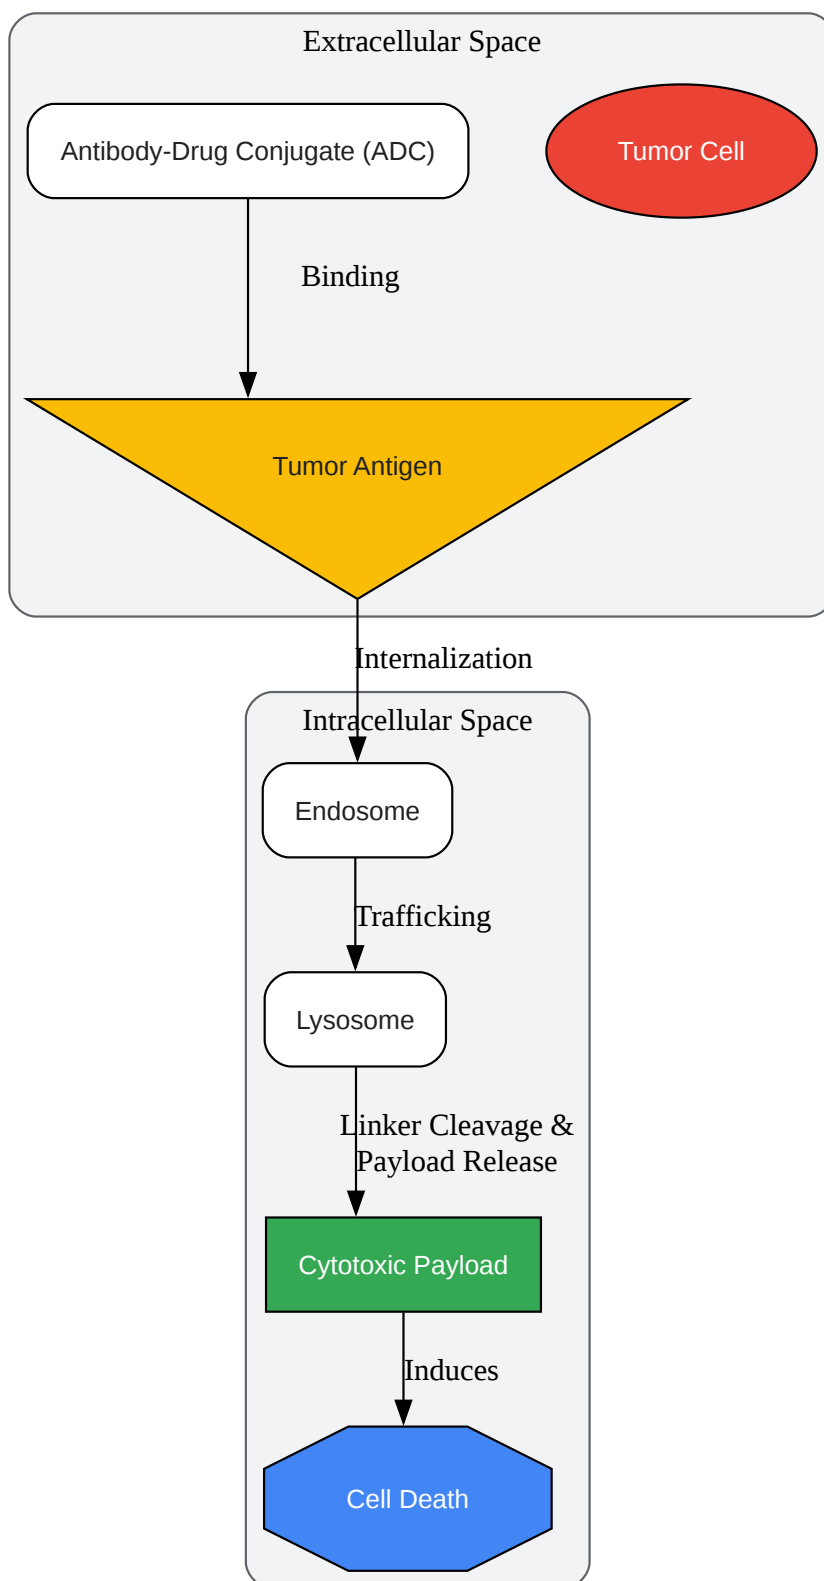 Extracellular Space
Antibody-Drug Conjugate (ADC)
Tumor Cell
Binding
Tumor Antigen
Internalization
Intracellular Space
Endosome
Trafficking
Lysosome
Linker Cleavage &
Payload Release
Cytotoxic Payload
Induces
Cell Death